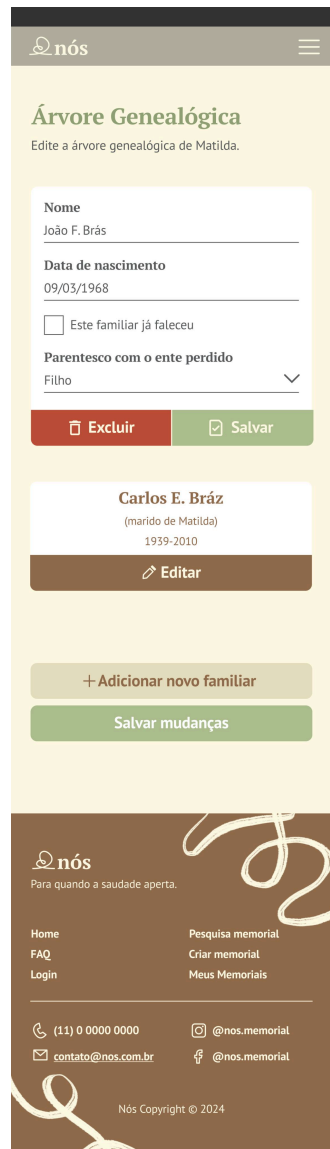 nós
Árvore Genealógica
Edite a árvore genealógica de Matilda.
Nome
João F. Brás
Data de nascimento
09/03/1968
Este familiar já faleceu
Parentesco com o ente perdido
Filho
Excluir
Salvar
Carlos E. Bráz
(marido de Matilda)
1939-2010
Editar
+ Adicionar novo familiar
Salvar mudanças
nós
Para quando a saudade aperta.
Home
Pesquisa memorial
FAQ
Criar memorial
Login
Meus Memoriais
(11) 0 0000 0000
@nos.memorial
contato@nos.com.br
@nos.memorial
Nós Copyright © 2024